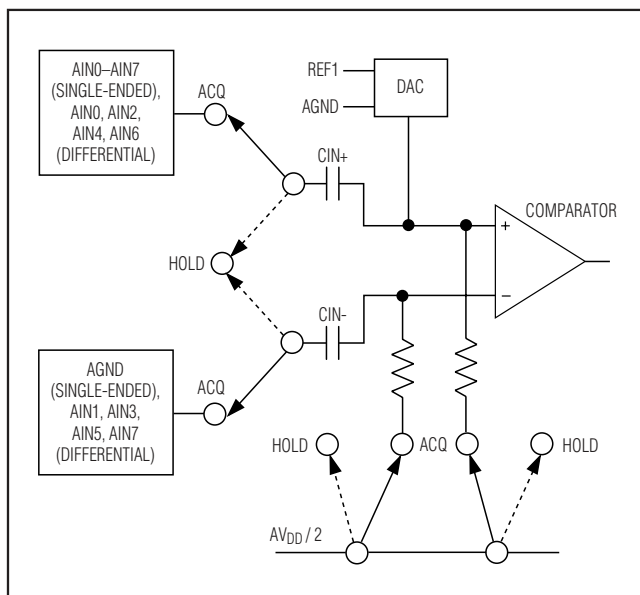 AIN0–AIN7
(SINGLE-ENDED),
AIN0, AIN2,
AIN4, AIN6
(DIFFERENTIAL)
ACQ
REF1
AGND
DAC
CIN+
COMPARATOR
+
−
HOLD
CIN-
AGND
(SINGLE-ENDED),
AIN1, AIN3,
AIN5, AIN7
(DIFFERENTIAL)
ACQ
HOLD
ACQ
HOLD
AVDD / 2